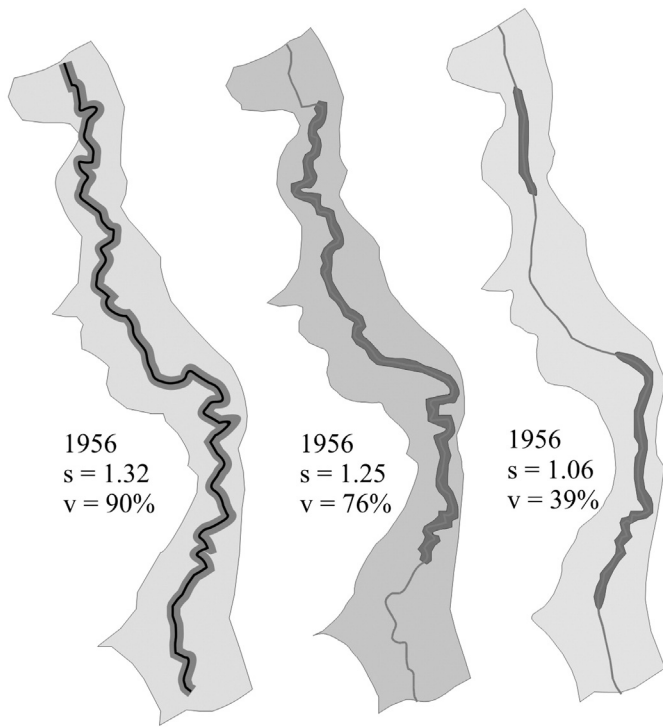 1956
s = 1.32
v = 90%
1956
s = 1.25
v = 76%
1956
s = 1.06
v = 39%